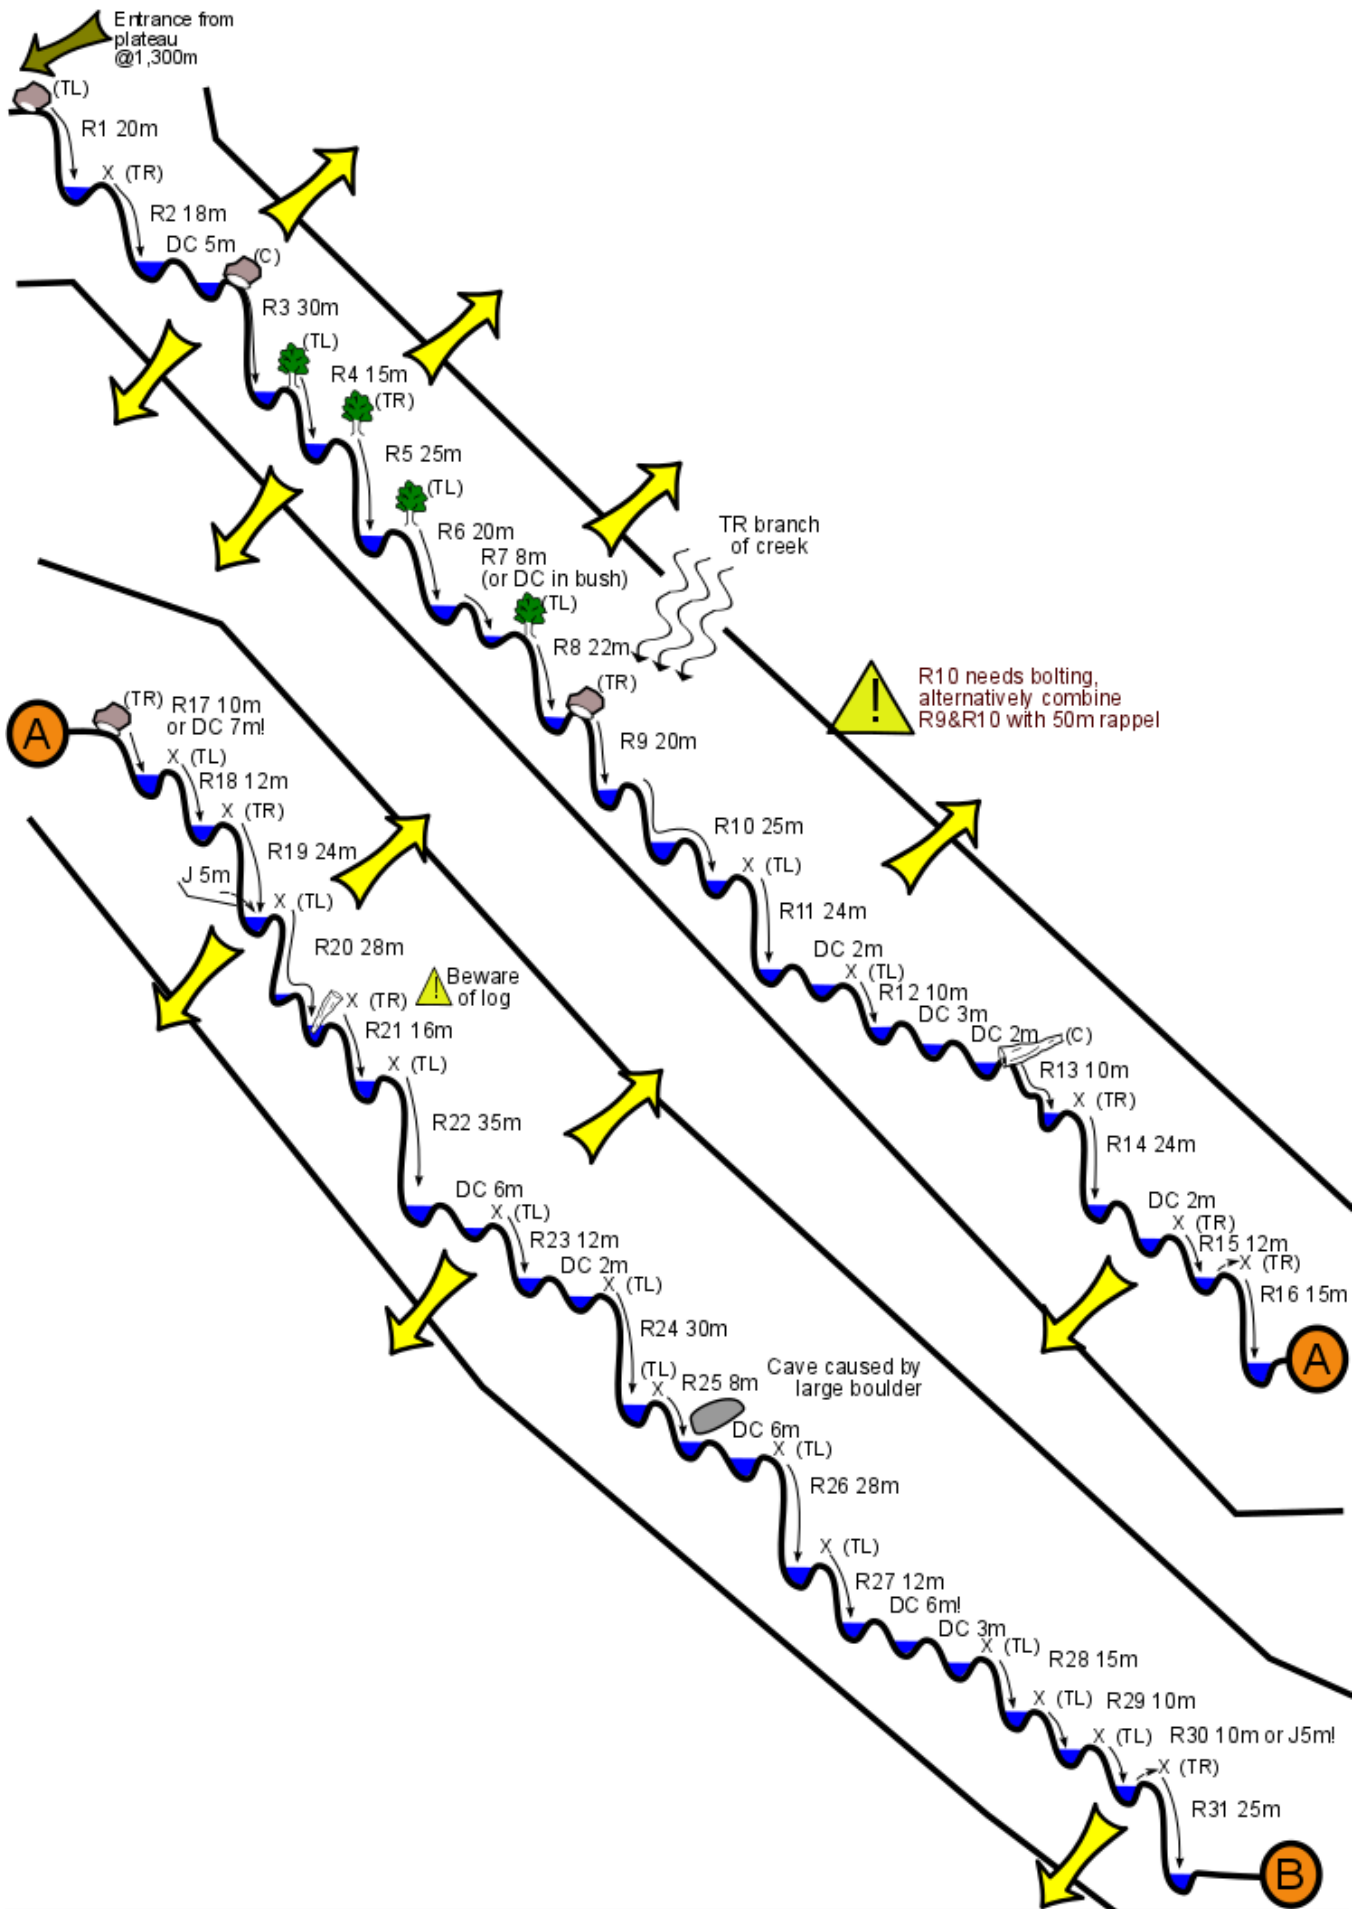 Entrance from
plateau
@1,300m
(TL)
R1 20m
X (TR)
R2 18m
DC 5m
(C)
R3 30m
(TL)
R4 15m
(TR)
R5 25m
(TL)
R6 20m
R7 8m
(or DC in bush)
(TL)
TR branch
of creek
R8 22m
(TR)
R9 20m
!
R10 needs bolting,
alternatively combine
R9&R10 with 50m rappel
R10 25m
X (TL)
R11 24m
DC 2m
X (TL)
R12 10m
DC 3m
DC 2m
(C)
R13 10m
X (TR)
R14 24m
DC 2m
X (TR)
R15 12m
X (TR)
R16 15m
A
A
(TR)
R17 10m
or DC 7m!
X (TL)
R18 12m
X (TR)
R19 24m
J 5m
X (TL)
R20 28m
!
Beware
of log
X (TR)
R21 16m
X (TL)
R22 35m
DC 6m
X (TL)
R23 12m
DC 2m
X (TL)
R24 30m
(TL)
X
R25 8m
Cave caused by
large boulder
DC 6m
X (TL)
R26 28m
X (TL)
R27 12m
DC 6m!
DC 3m
X (TL)
R28 15m
X (TL)
R29 10m
X (TL)
R30 10m or J5m!
X (TR)
R31 25m
B